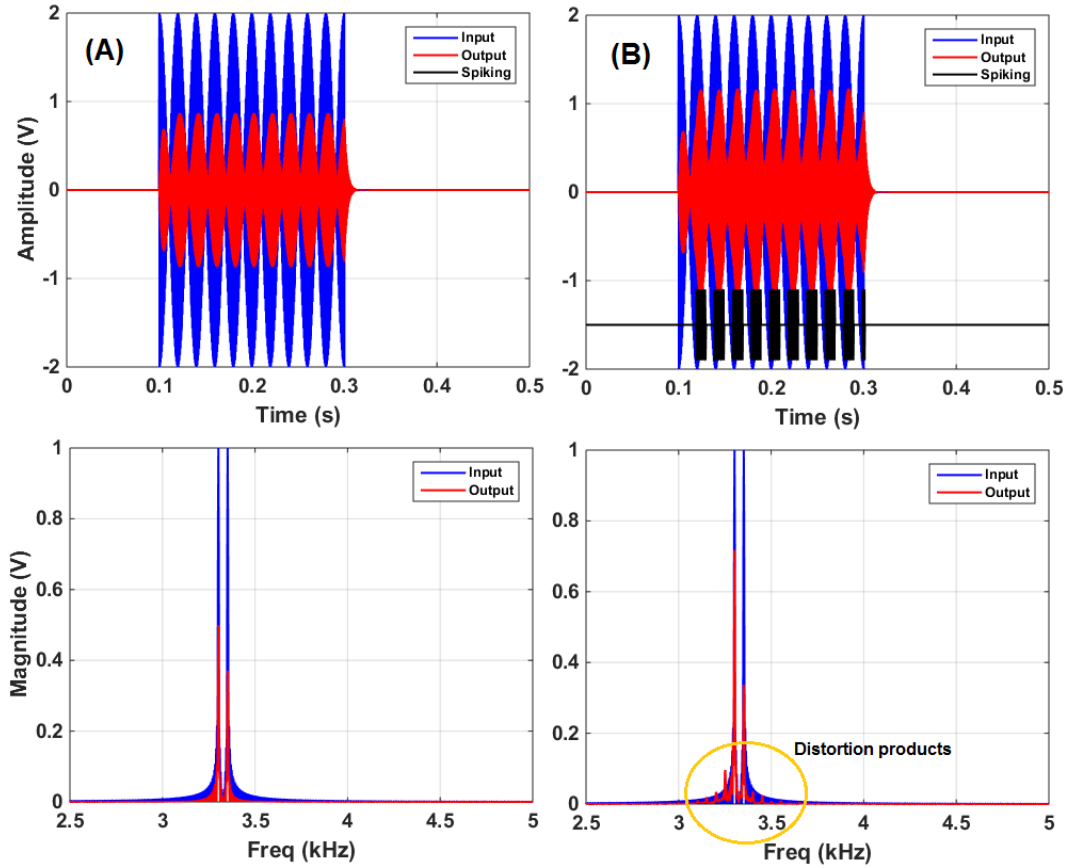 (A)
Input
Output
Spiking
Amplitude (V)
2
1
0
-1
-2
0
0.1
0.2
0.3
0.4
0.5
Time (s)
(B)
Input
Output
Spiking
2
1
0
-1
-2
0
0.1
0.2
0.3
0.4
0.5
Time (s)
Input
Output
Magnitude (V)
1
0.8
0.6
0.4
0.2
0
2.5
3
3.5
4
4.5
5
Freq (kHz)
Input
Output
Distortion products
1
0.8
0.6
0.4
0.2
0
2.5
3
3.5
4
4.5
5
Freq (kHz)